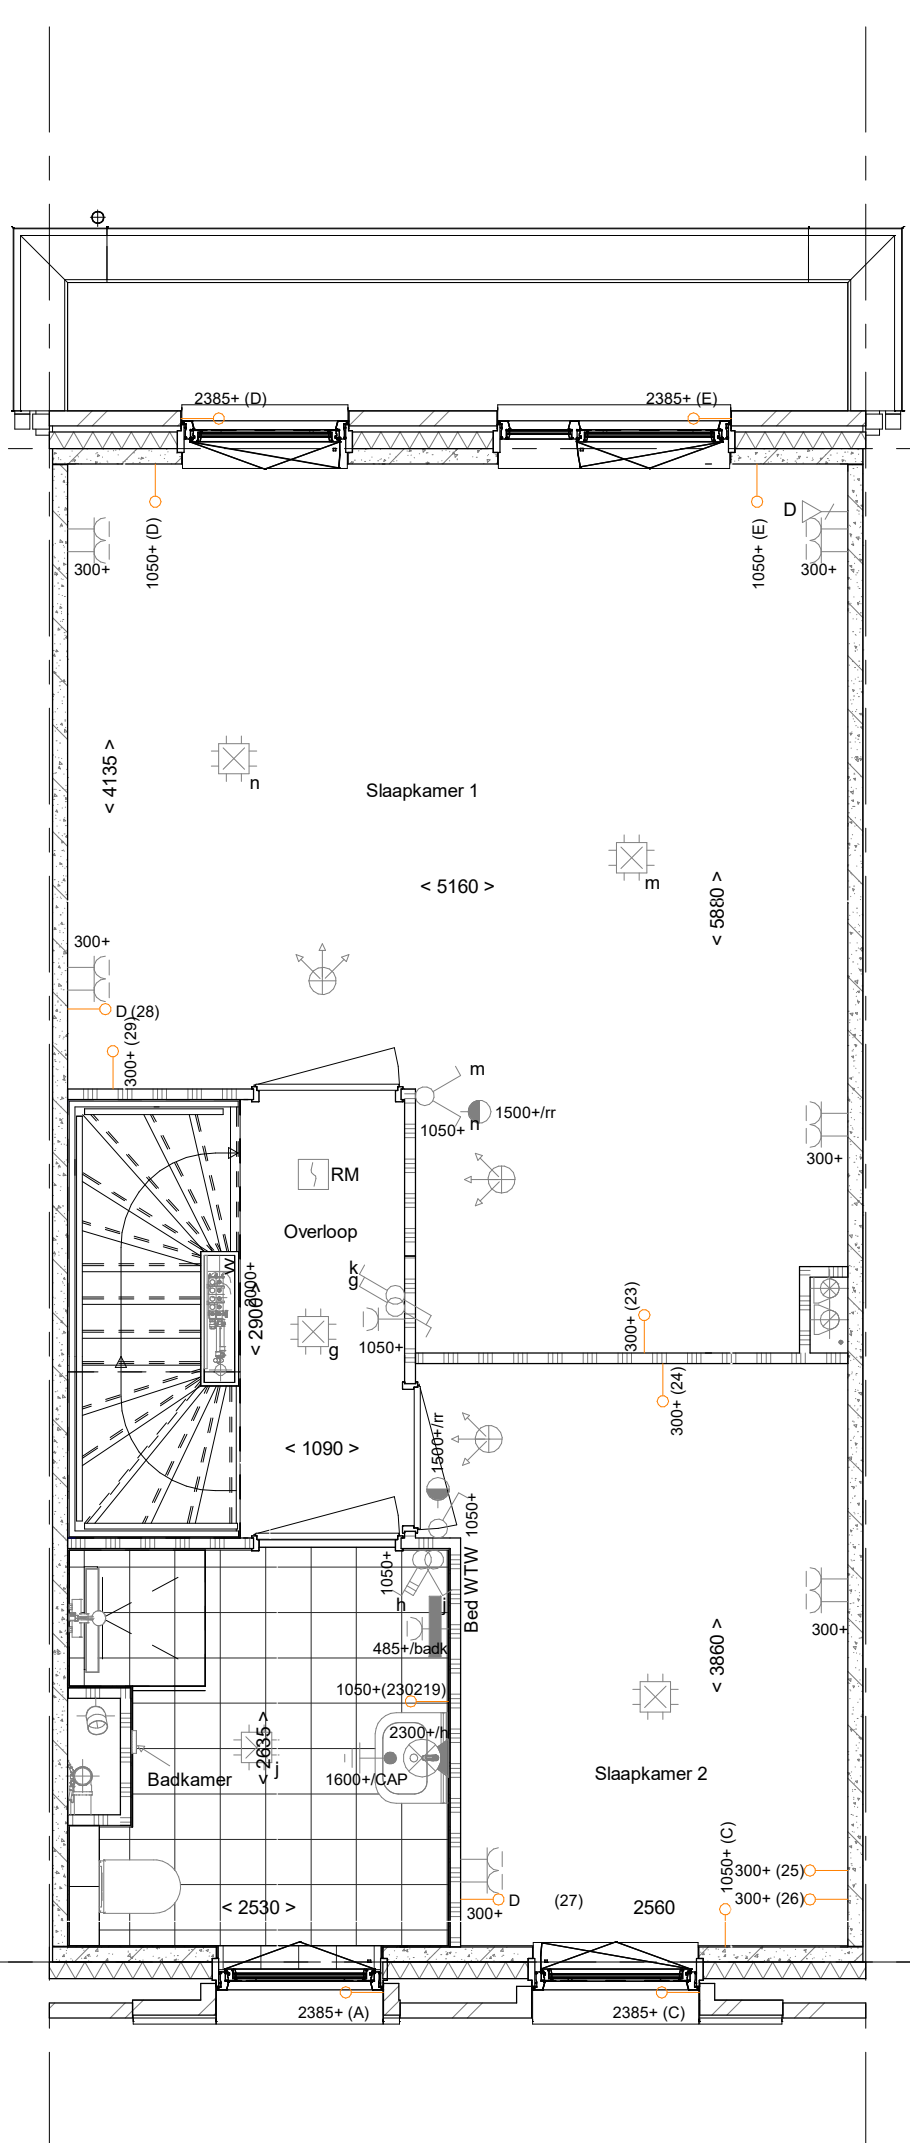 2385+ (D)
2385+ (E)
D
300+
1050+ (D)
1050+ (E)
300+
< 4135 >
n
Slaapkamer 1
m
< 5160 >
< 5880 >
300+
D (28)
300+ (29)
m
n
1500+/rr
1050+
300+
RM
Overloop
k
g
w
2000+
< 2900 >
1050+
g
300+ (23)
300+ (24)
< 1090 >
1500+/rr
1050+
1050+
h
j
Bed WTW
485+/badk
300+
< 3860 >
1050+(230219)
2300+/h
< 2635 >
j
1600+/CAP
Badkamer
Slaapkamer 2
1050+ (C)
300+ (25)
300+ (26)
D
(27)
300+
2560
< 2530 >
2385+ (A)
2385+ (C)